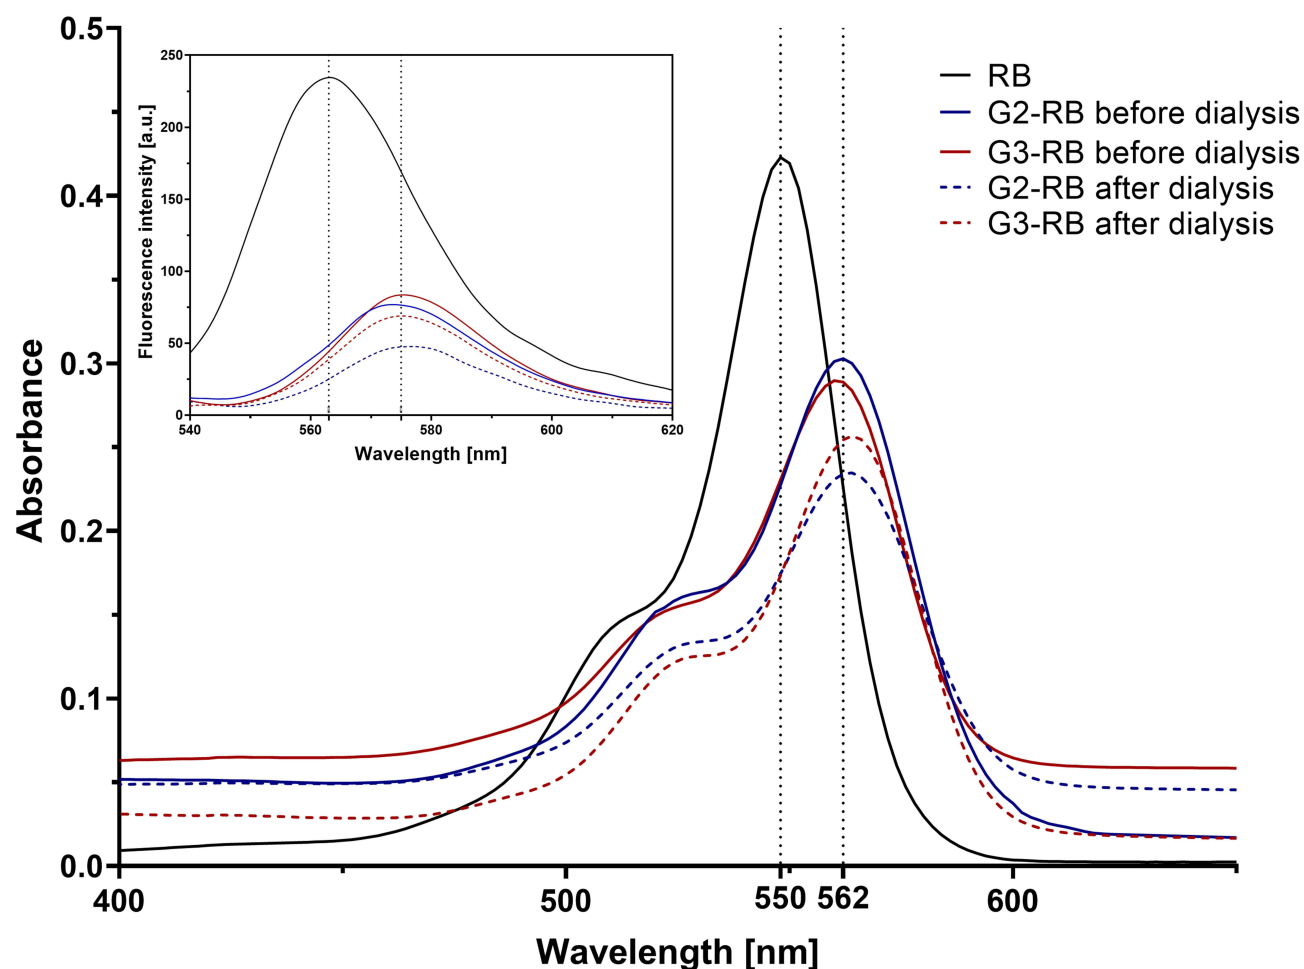 0.5
0.4
0.3
0.2
0.1
0.0
Absorbance
400
500
550
562
600
Wavelength [nm]
RB
G2-RB before dialysis
G3-RB before dialysis
G2-RB after dialysis
G3-RB after dialysis
250
200
150
100
50
0
Fluorescence intensity [a.u.]
540
560
580
600
620
Wavelength [nm]